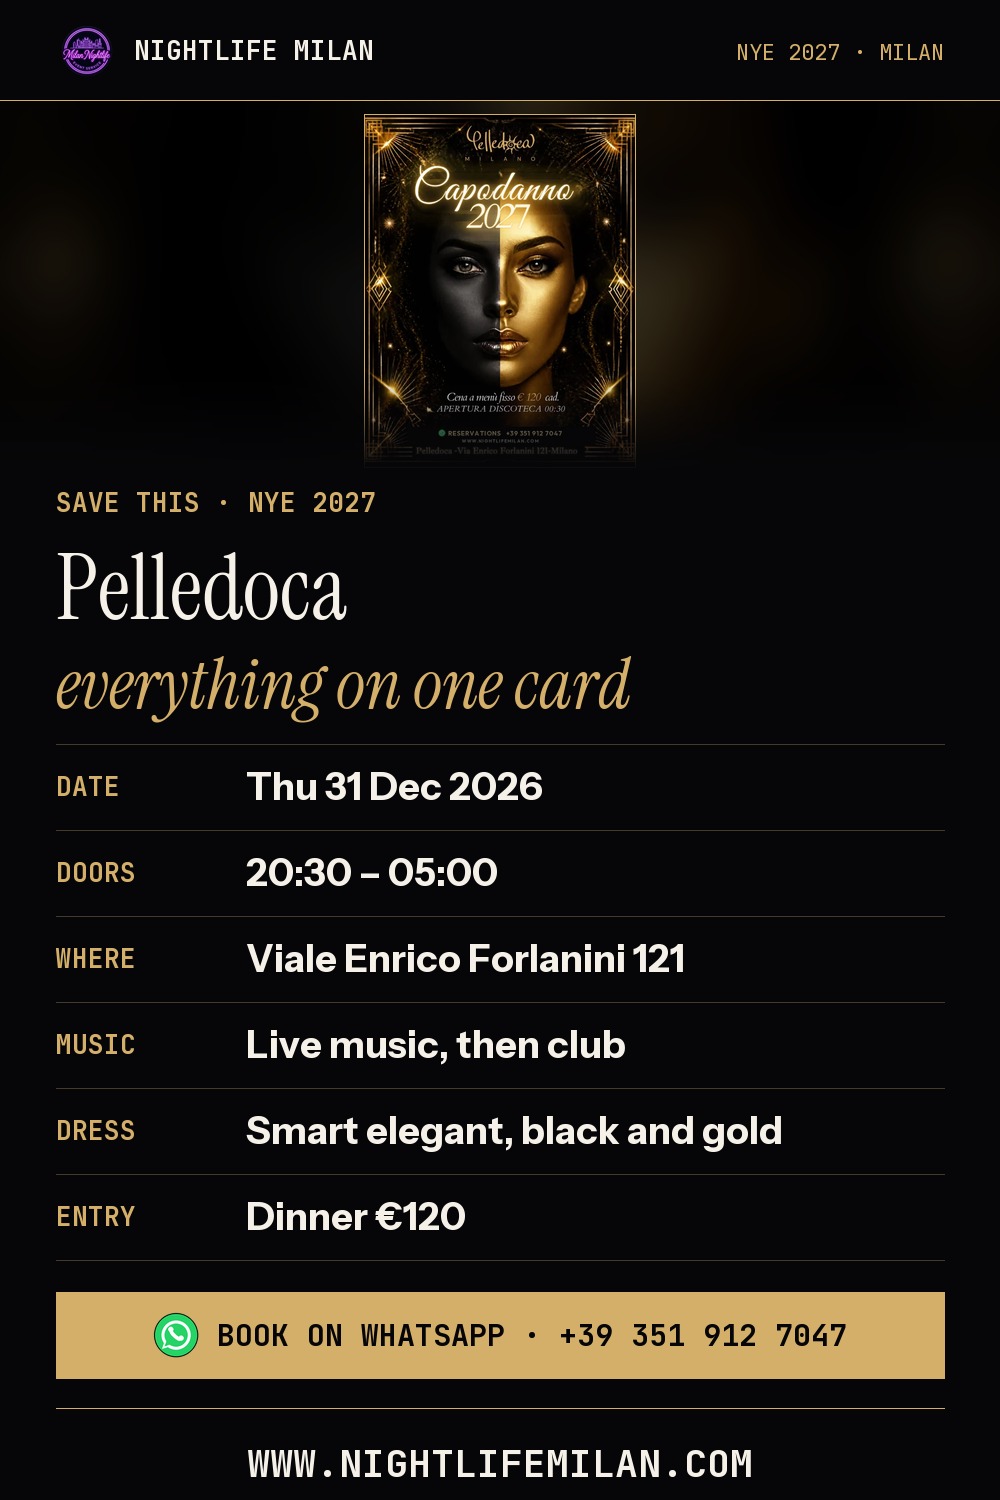 Milan Nightlife
NIGHTLIFE MILAN
NYE 2027 · MILAN
Pelledoca
MILANO
Capodanno
2027
Cena a menù fisso € 120 cad.
APERTURA DISCOTECA 00:30
RESERVATIONS +39 351 912 7047
WWW.NIGHTLIFEMILAN.COM
Pelledoca -Via Enrico Forlanini 121-Milano
SAVE THIS · NYE 2027
Pelledoca
everything on one card
DATE Thu 31 Dec 2026
DOORS 20:30 – 05:00
WHERE Viale Enrico Forlanini 121
MUSIC Live music, then club
DRESS Smart elegant, black and gold
ENTRY Dinner €120
BOOK ON WHATSAPP · +39 351 912 7047
WWW.NIGHTLIFEMILAN.COM